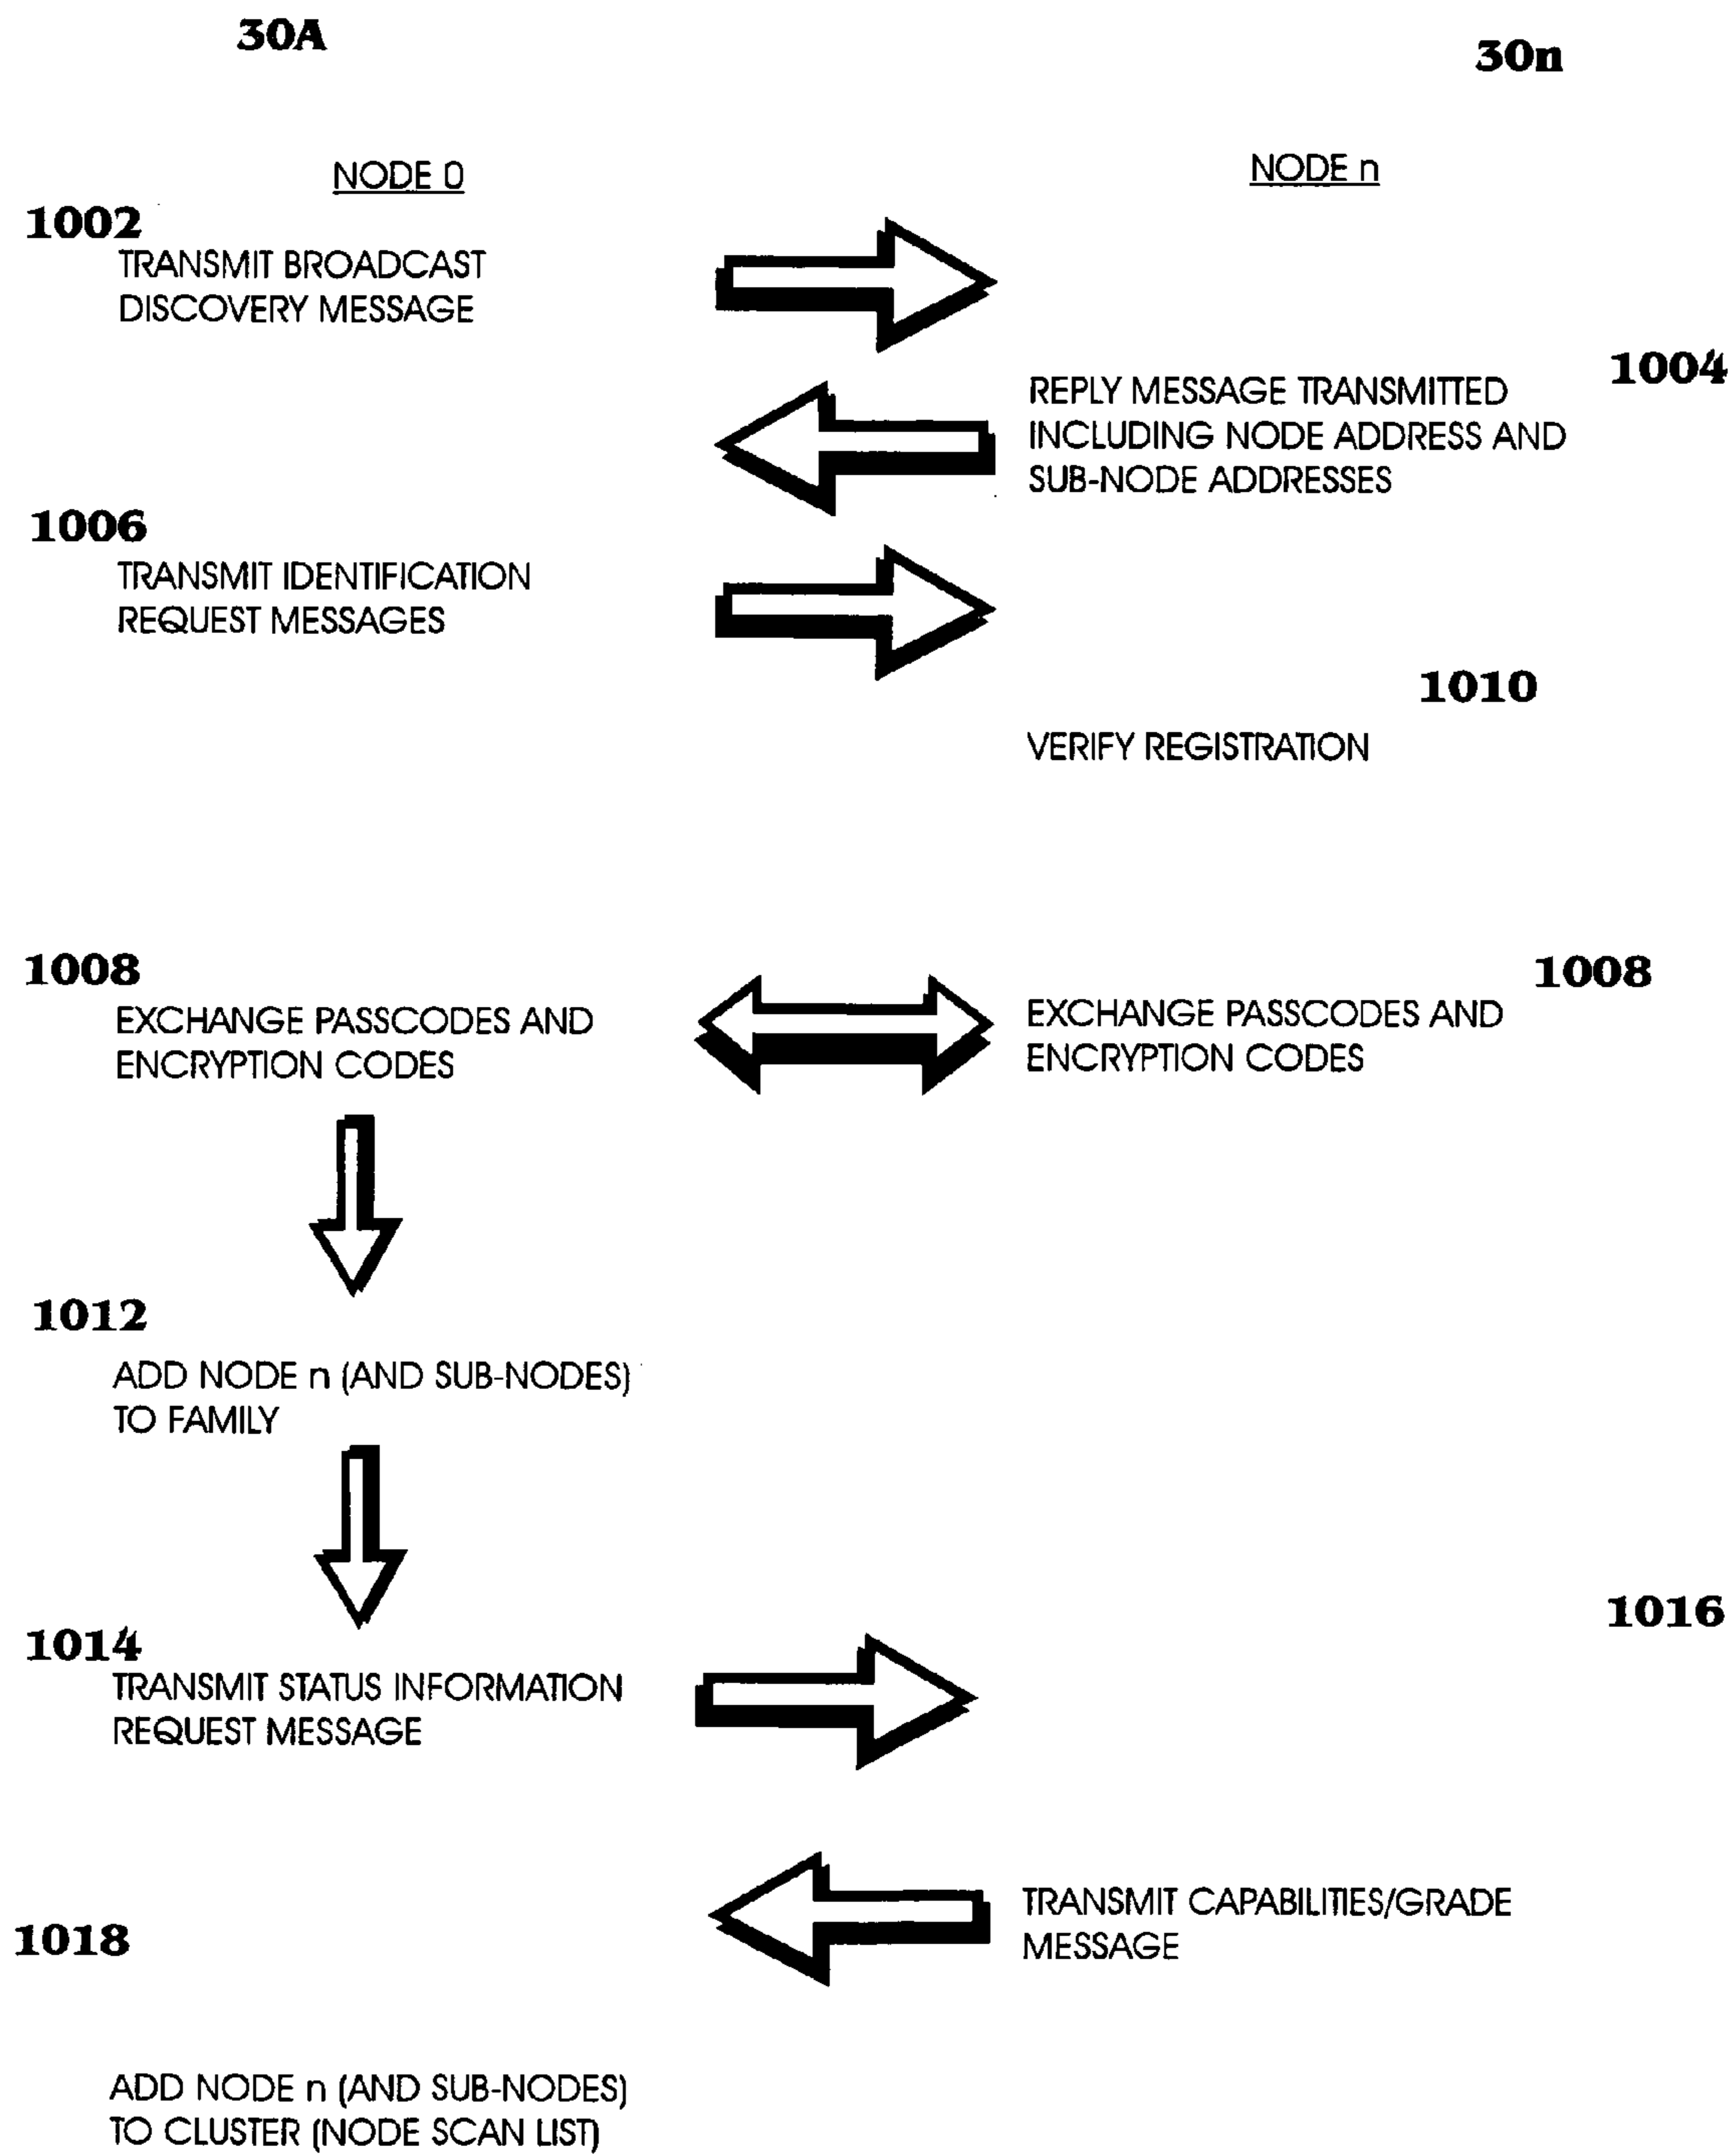 30A
30n
NODE 0
NODE n
1002
TRANSMIT BROADCAST
DISCOVERY MESSAGE
1004
REPLY MESSAGE TRANSMITTED
INCLUDING NODE ADDRESS AND
SUB-NODE ADDRESSES
1006
TRANSMIT IDENTIFICATION
REQUEST MESSAGES
1010
VERIFY REGISTRATION
1008
EXCHANGE PASSCODES AND
ENCRYPTION CODES
1008
EXCHANGE PASSCODES AND
ENCRYPTION CODES
1012
ADD NODE n (AND SUB-NODES)
TO FAMILY
1014
TRANSMIT STATUS INFORMATION
REQUEST MESSAGE
1016
TRANSMIT CAPABILITIES/GRADE
MESSAGE
1018
ADD NODE n (AND SUB-NODES)
TO CLUSTER (NODE SCAN LIST)